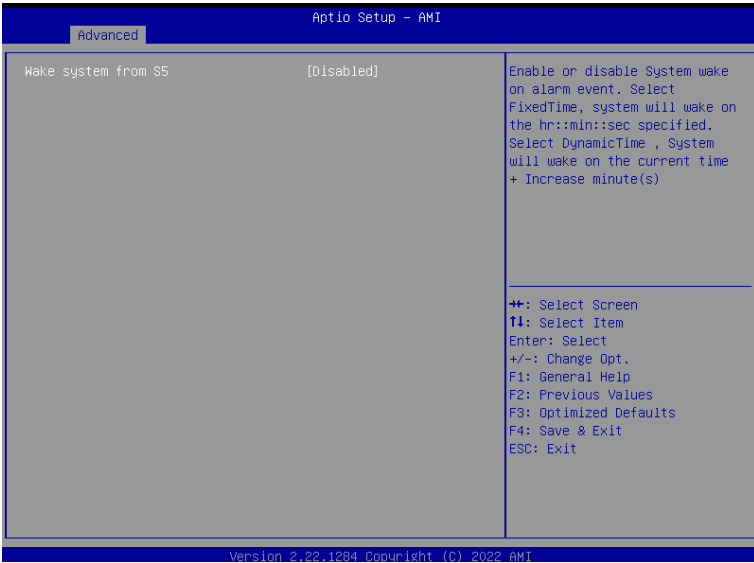 Aptio Setup – AMI
Advanced
Wake system from S5 [Disabled]
Enable or disable System wake
on alarm event. Select
FixedTime, system will wake on
the hr::min::sec specified.
Select DynamicTime , System
will wake on the current time
+ Increase minute(s)
→←: Select Screen
↑↓: Select Item
Enter: Select
+/-: Change Opt.
F1: General Help
F2: Previous Values
F3: Optimized Defaults
F4: Save & Exit
ESC: Exit
Version 2.22.1284 Copyright (C) 2022 AMI